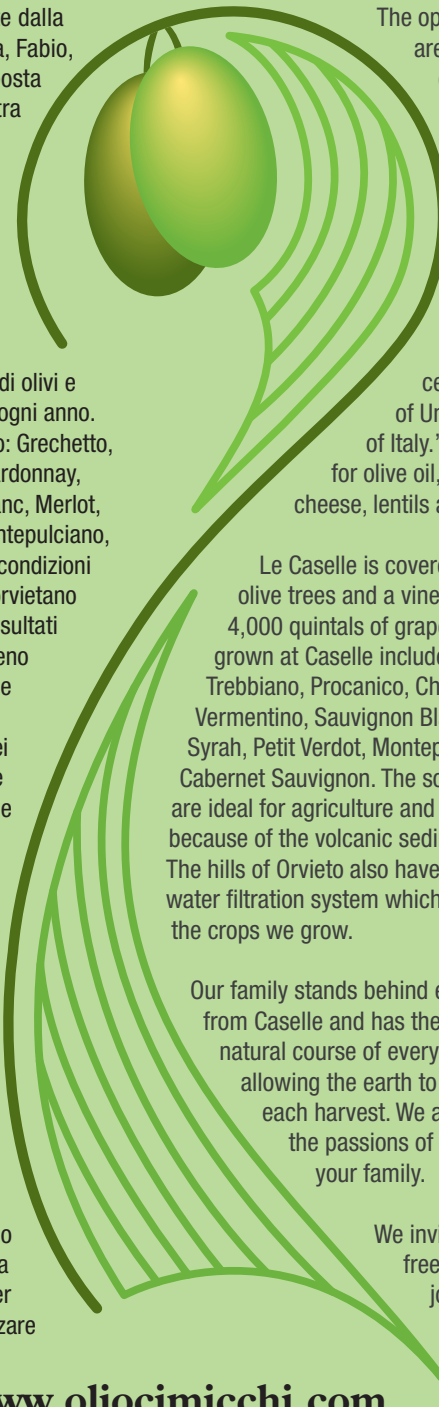 e dalla
a, Fabio,
osta
tra
di olivi e
ogni anno.
o: Grechetto,
ardonnay,
anc, Merlot,
ntepulciano,
condizioni
rvietano
sultati
eno
e
ei
e
e
o
a
er
zare
The op
are
ce
of Un
of Italy."
for olive oil,
cheese, lentils a
Le Caselle is covere
olive trees and a vine
4,000 quintals of grape
grown at Caselle include
Trebbiano, Procanico, Ch
Vermentino, Sauvignon Bl
Syrah, Petit Verdot, Montep
Cabernet Sauvignon. The so
are ideal for agriculture and
because of the volcanic sedi
The hills of Orvieto also have
water filtration system which
the crops we grow.
Our family stands behind e
from Caselle and has the
natural course of every
allowing the earth to
each harvest. We a
the passions of
your family.
We invi
free
jo
ww.oliocimicchi.com